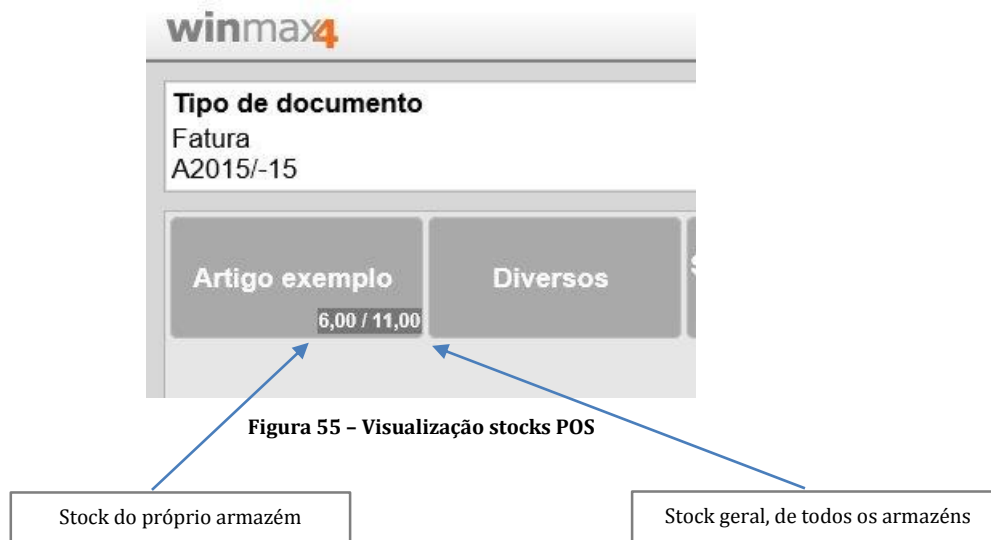 winmax4
Tipo de documento
Fatura
A2015/-15
Artigo exemplo
Diversos
6,00 / 11,00
Figura 55 – Visualização stocks POS
Stock do próprio armazém
Stock geral, de todos os armazéns